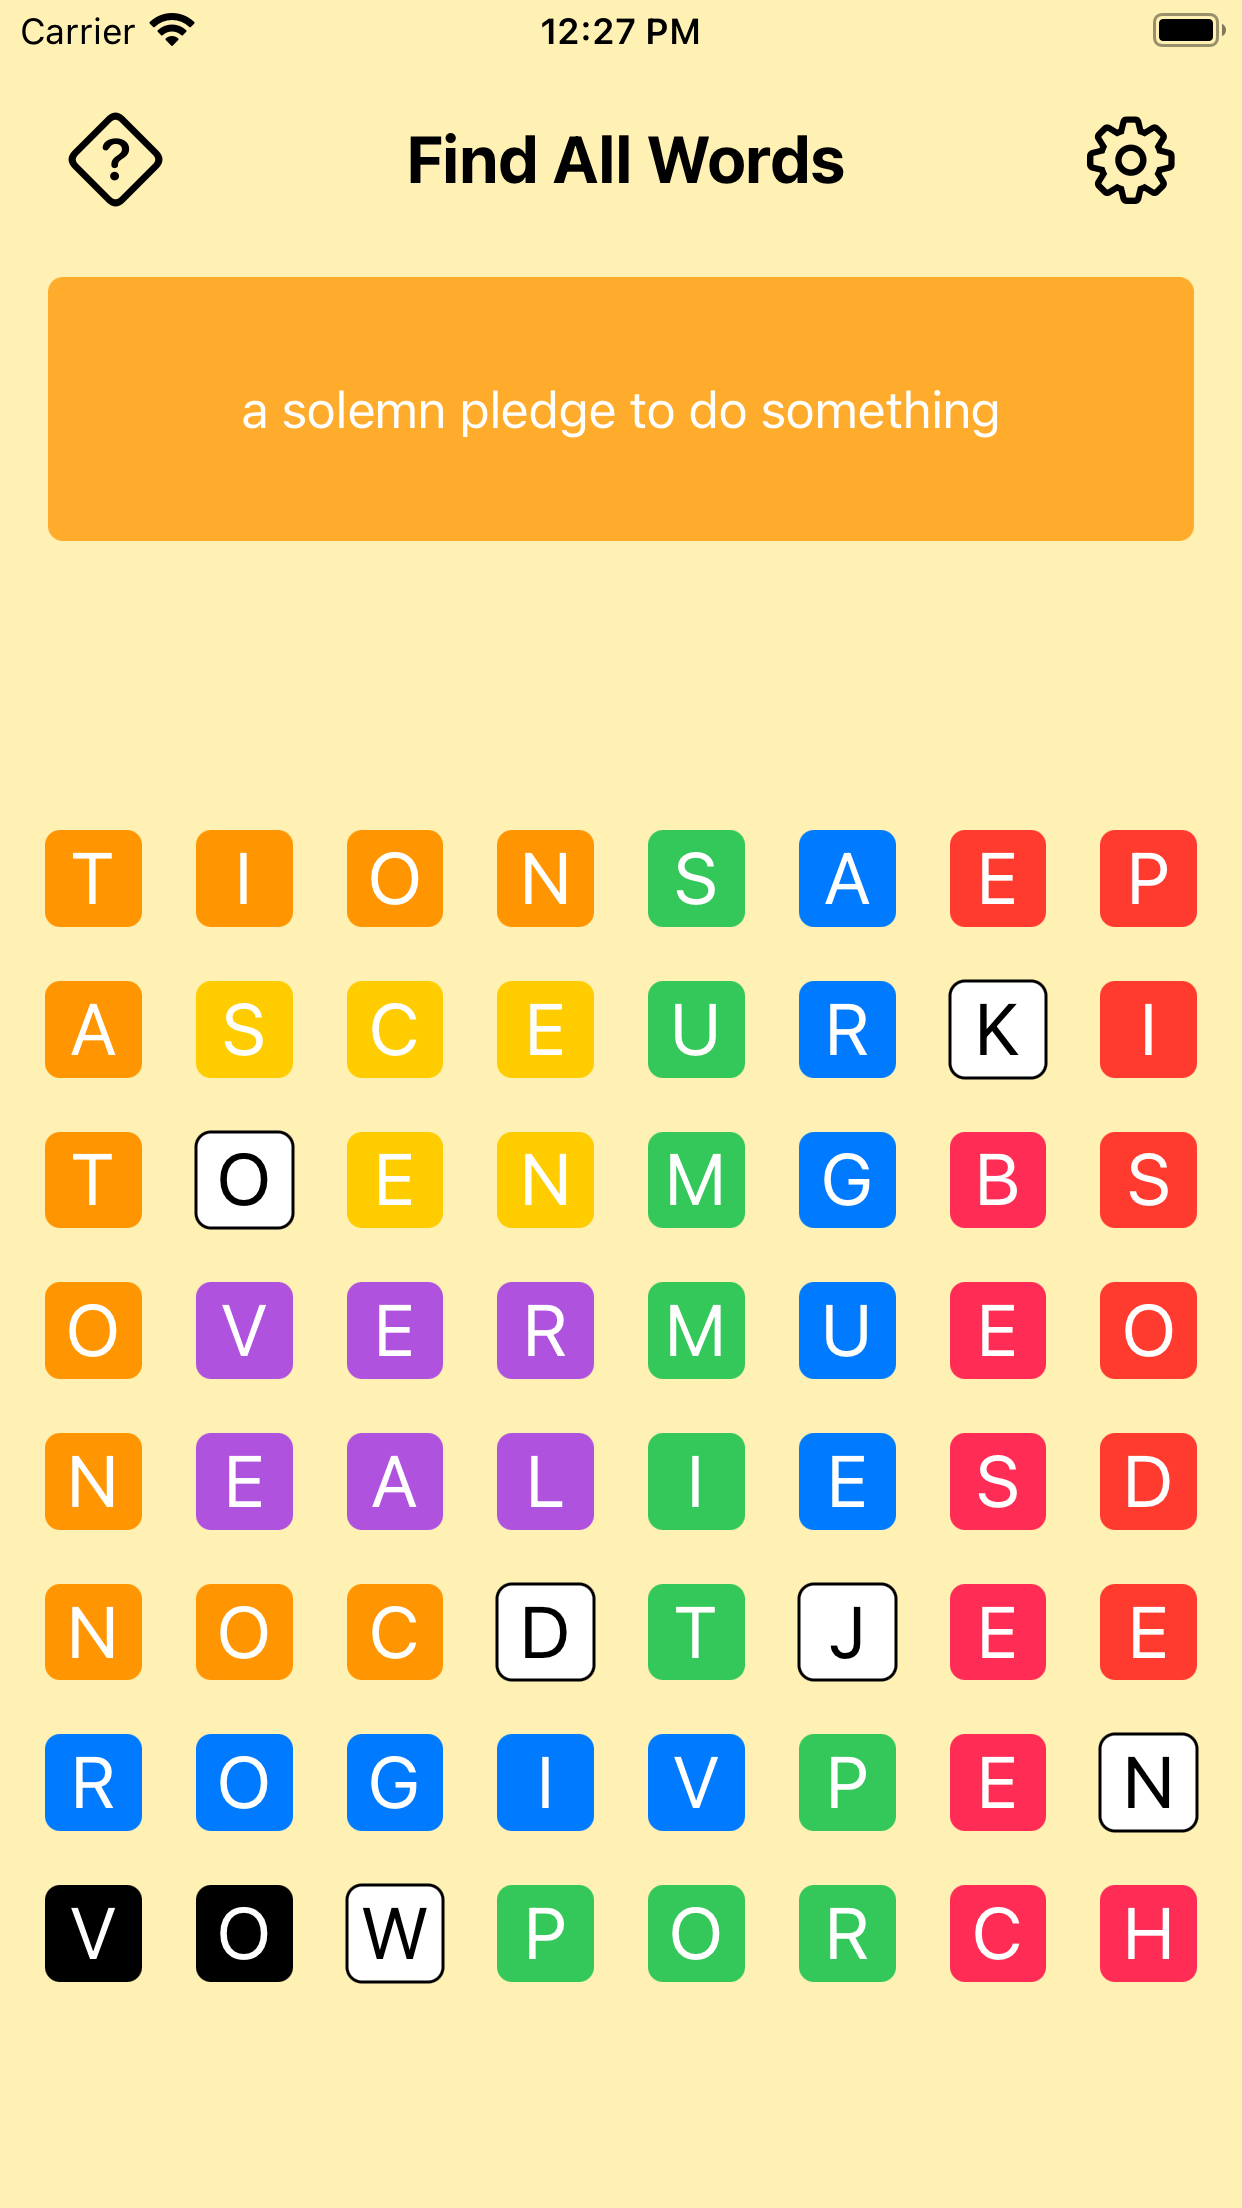 Carrier 12:27 PM
? Find All Words
a solemn pledge to do something
T I O N S A E P
A S C E U R K I
T O E N M G B S
O V E R M U E O
N E A L I E S D
N O C D T J E E
R O G I V P E N
V O W P O R C H